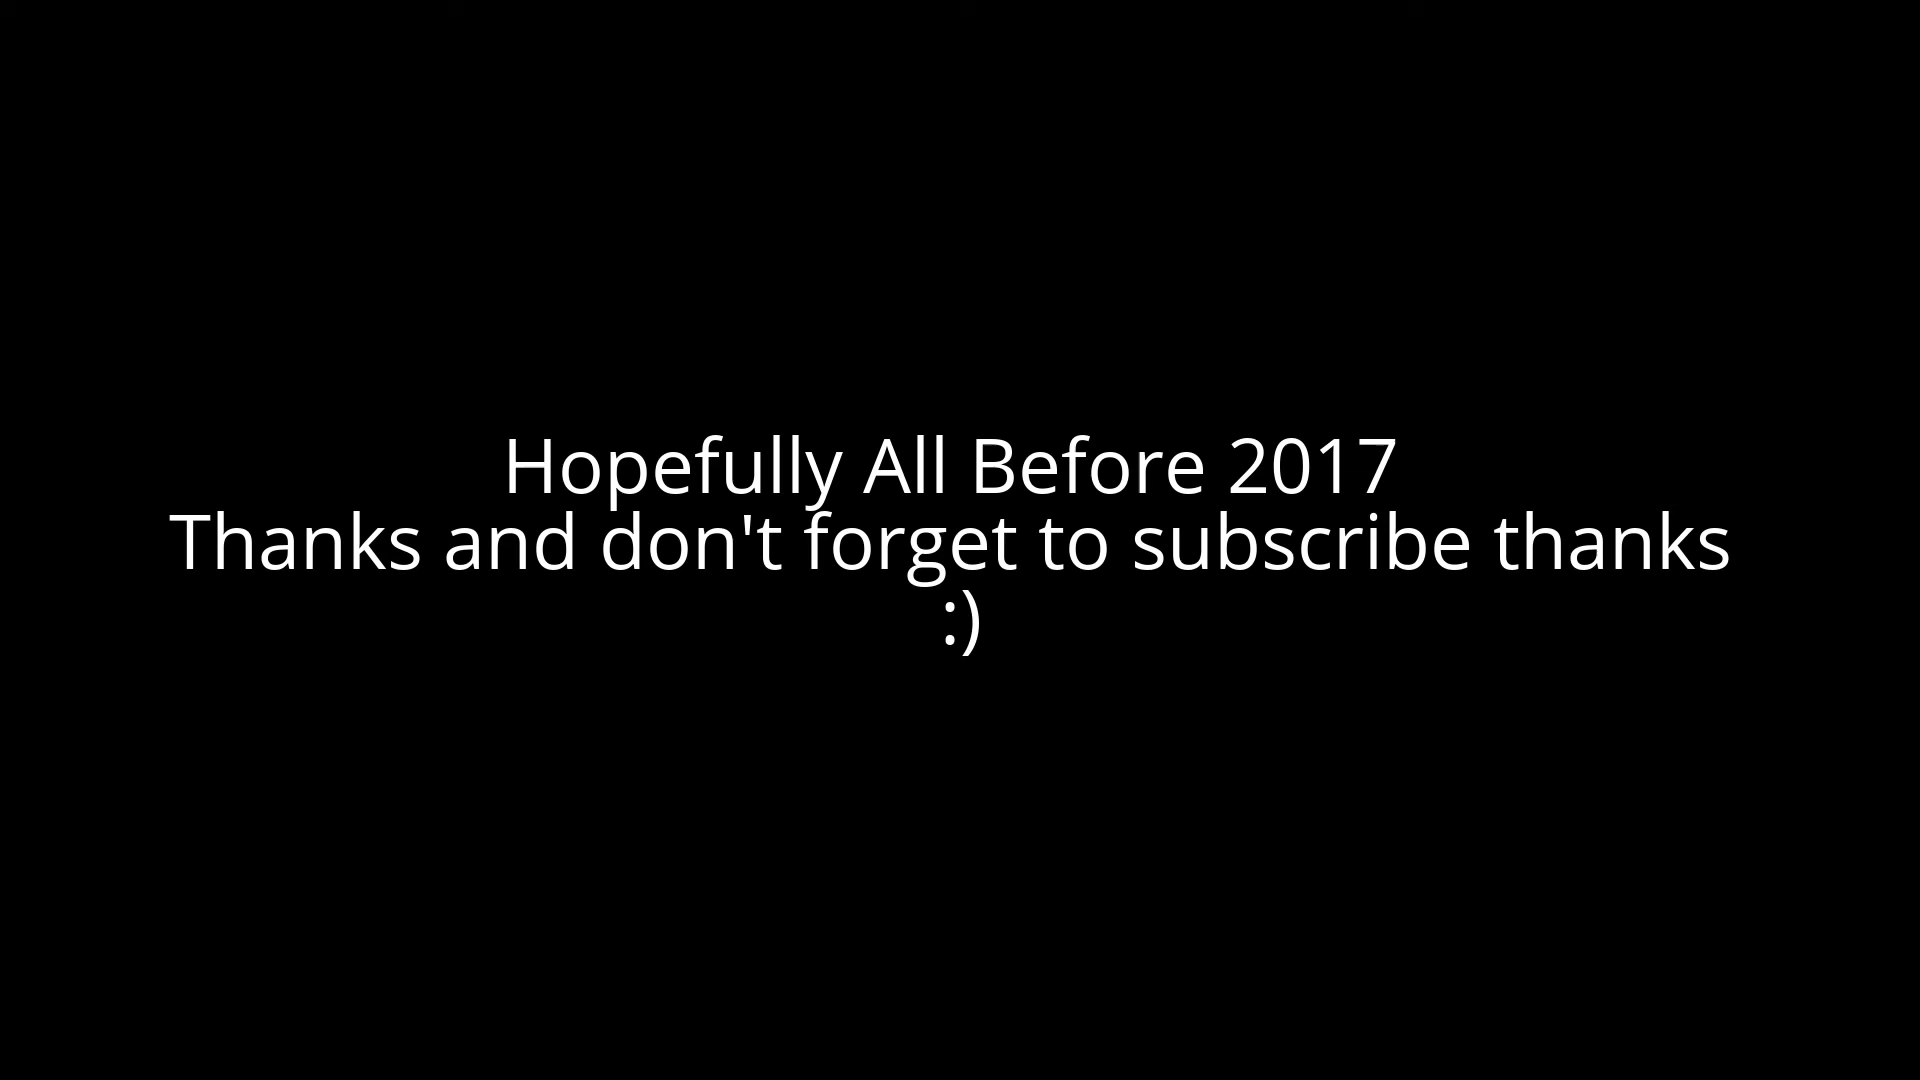 Hopefully All Before 2017
Thanks and don't forget to subscribe thanks
:)